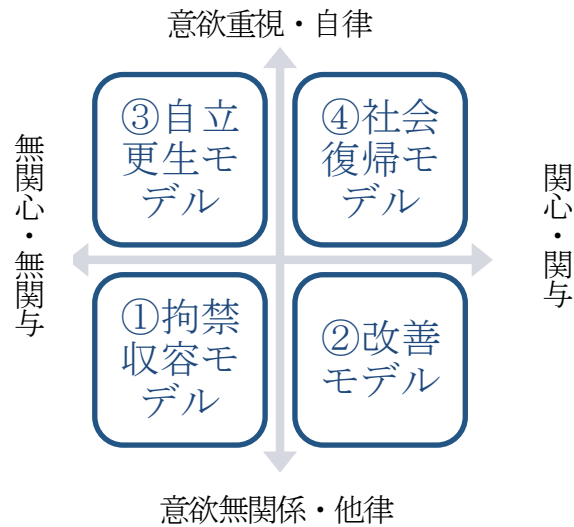 意欲重視・自律
③自立
更生モ
デル
④社会
復帰モ
デル
無関心・無関与
関心・関与
①拘禁
収容モ
デル
②改善
モデル
意欲無関係・他律